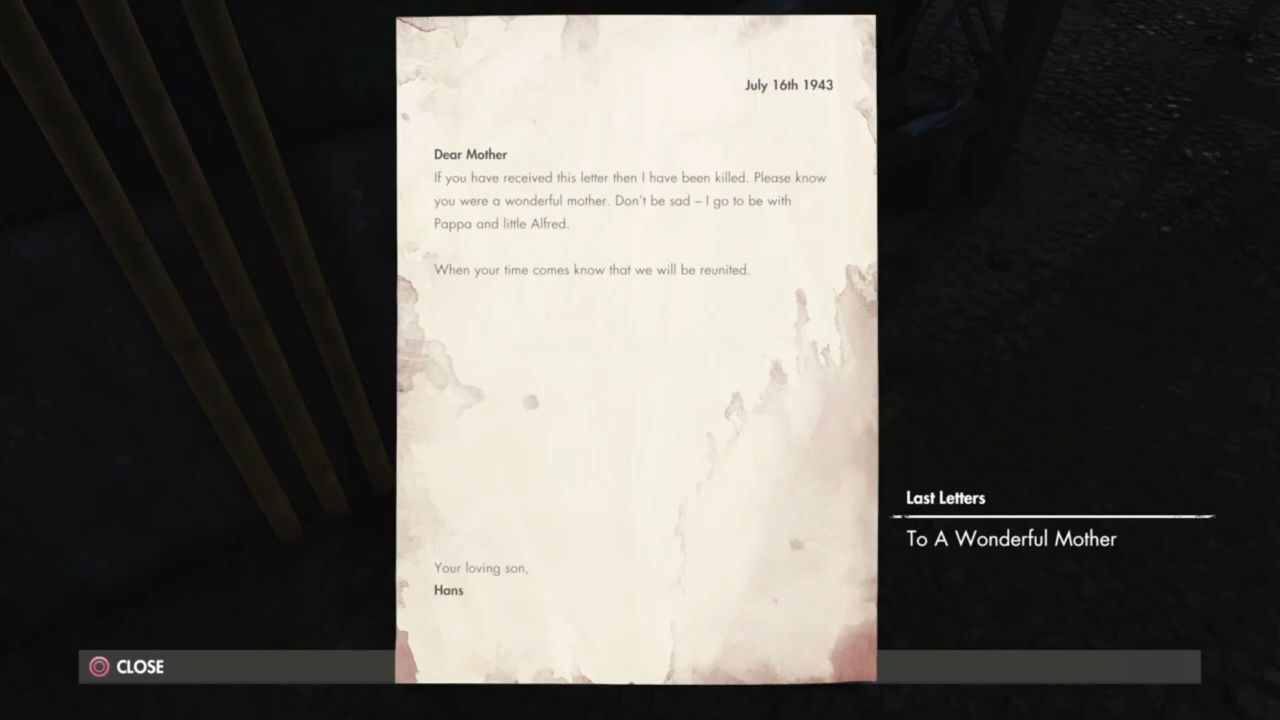 July 16th 1943
Dear Mother
If you have received this letter then I have been killed. Please know
you were a wonderful mother. Don't be sad – I go to be with
Pappa and little Alfred.
When your time comes know that we will be reunited.
Your loving son,
Hans
Last Letters
To A Wonderful Mother
CLOSE